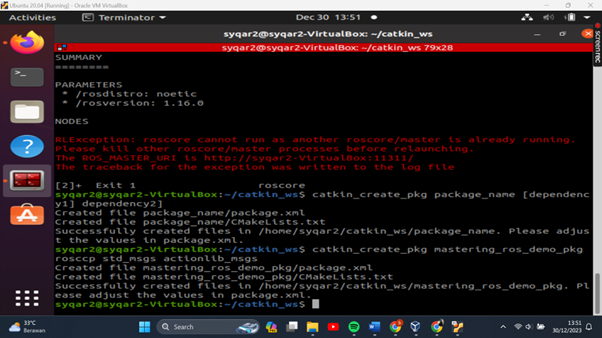 Ubuntu 20.04 [Running] - Oracle VM VirtualBox
Activities
Terminator
Dec 30 13:51
syqar2@syqar2-VirtualBox: ~/catkin_ws
syqar2@syqar2-VirtualBox: ~/catkin_ws 79x28
SUMMARY
========
PARAMETERS
* /rosdistro: noetic
* /rosversion: 1.16.0
NODES
RLException: roscore cannot run as another roscore/master is already running.
Please kill other roscore/master processes before relaunching.
The ROS_MASTER_URI is http://syqar2-VirtualBox:11311/
The traceback for the exception was written to the log file
[2]+ Exit 1 roscore
syqar2@syqar2-VirtualBox:~/catkin_ws$ catkin_create_pkg package_name [dependenc
y1] dependency2]
Created file package_name/package.xml
Created file package_name/CMakeLists.txt
Successfully created files in /home/syqar2/catkin_ws/package_name. Please adjus
t the values in package.xml.
syqar2@syqar2-VirtualBox:~/catkin_ws$ catkin_create_pkg mastering_ros_demo_pkg
rosccp std_msgs actionlib_msgs
Created file mastering_ros_demo_pkg/package.xml
Created file mastering_ros_demo_pkg/CMakeLists.txt
Successfully created files in /home/syqar2/catkin_ws/mastering_ros_demo_pkg. Pl
ease adjust the values in package.xml.
syqar2@syqar2-VirtualBox:~/catkin_ws$
screenrec
33°C
Berawan
Search
13:51
30/12/2023